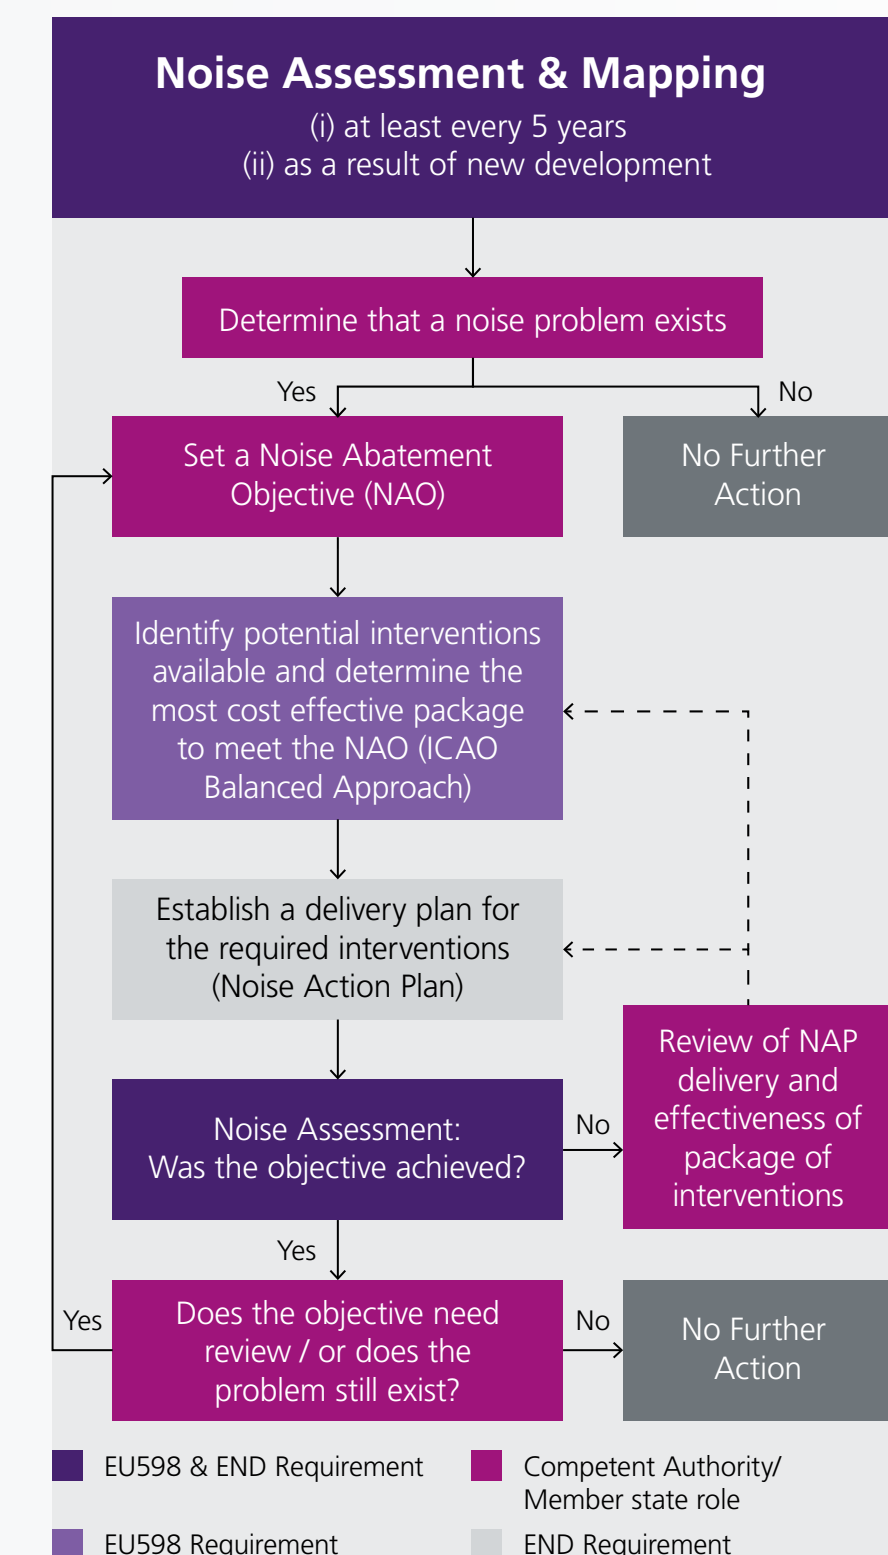 Noise Assessment & Mapping
(i) at least every 5 years
(ii) as a result of new development
Determine that a noise problem exists
Yes
No
Set a Noise Abatement
Objective (NAO)
No Further
Action
Identify potential interventions
available and determine the
most cost effective package
to meet the NAO (ICAO
Balanced Approach)
Establish a delivery plan for
the required interventions
(Noise Action Plan)
Review of NAP
delivery and
effectiveness of
package of
interventions
Noise Assessment:
Was the objective achieved?
No
Yes
Yes
Does the objective need
review / or does the
problem still exist?
No
No Further
Action
EU598 & END Requirement
Competent Authority/
Member state role
EU598 Requirement
END Requirement